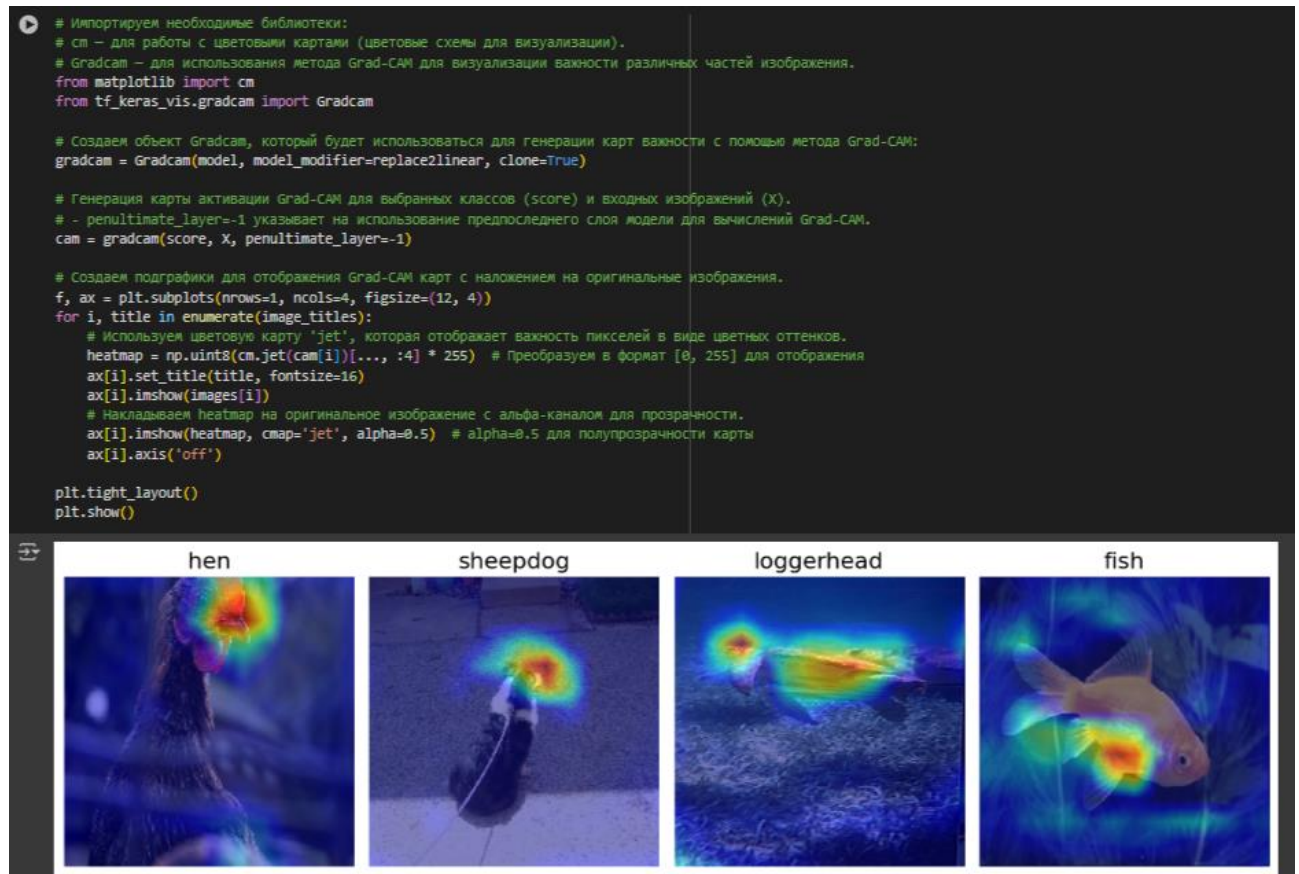 # Импортируем необходимые библиотеки:
# cm — для работы с цветовыми картами (цветовые схемы для визуализации).
# Gradcam — для использования метода Grad-CAM для визуализации важности различных частей изображения.
from matplotlib import cm
from tf_keras_vis.gradcam import Gradcam
# Создаем объект Gradcam, который будет использоваться для генерации карт важности с помощью метода Grad-CAM:
gradcam = Gradcam(model, model_modifier=replace2linear, clone=True)
# Генерация карты активации Grad-CAM для выбранных классов (score) и входных изображений (X).
# - penultimate_layer=-1 указывает на использование предпоследнего слоя модели для вычислений Grad-CAM.
cam = gradcam(score, X, penultimate_layer=-1)
# Создаем подграфики для отображения Grad-CAM карт с наложением на оригинальные изображения.
f, ax = plt.subplots(nrows=1, ncols=4, figsize=(12, 4))
for i, title in enumerate(image_titles):
    # Используем цветовую карту 'jet', которая отображает важность пикселей в виде цветных оттенков.
    heatmap = np.uint8(cm.jet(cam[i])[..., :4] * 255)  # Преобразуем в формат [0, 255] для отображения
    ax[i].set_title(title, fontsize=16)
    ax[i].imshow(images[i])
    # Накладываем heatmap на оригинальное изображение с альфа-каналом для прозрачности.
    ax[i].imshow(heatmap, cmap='jet', alpha=0.5)  # alpha=0.5 для полупрозрачности карты
    ax[i].axis('off')
plt.tight_layout()
plt.show()
hen sheepdog loggerhead fish